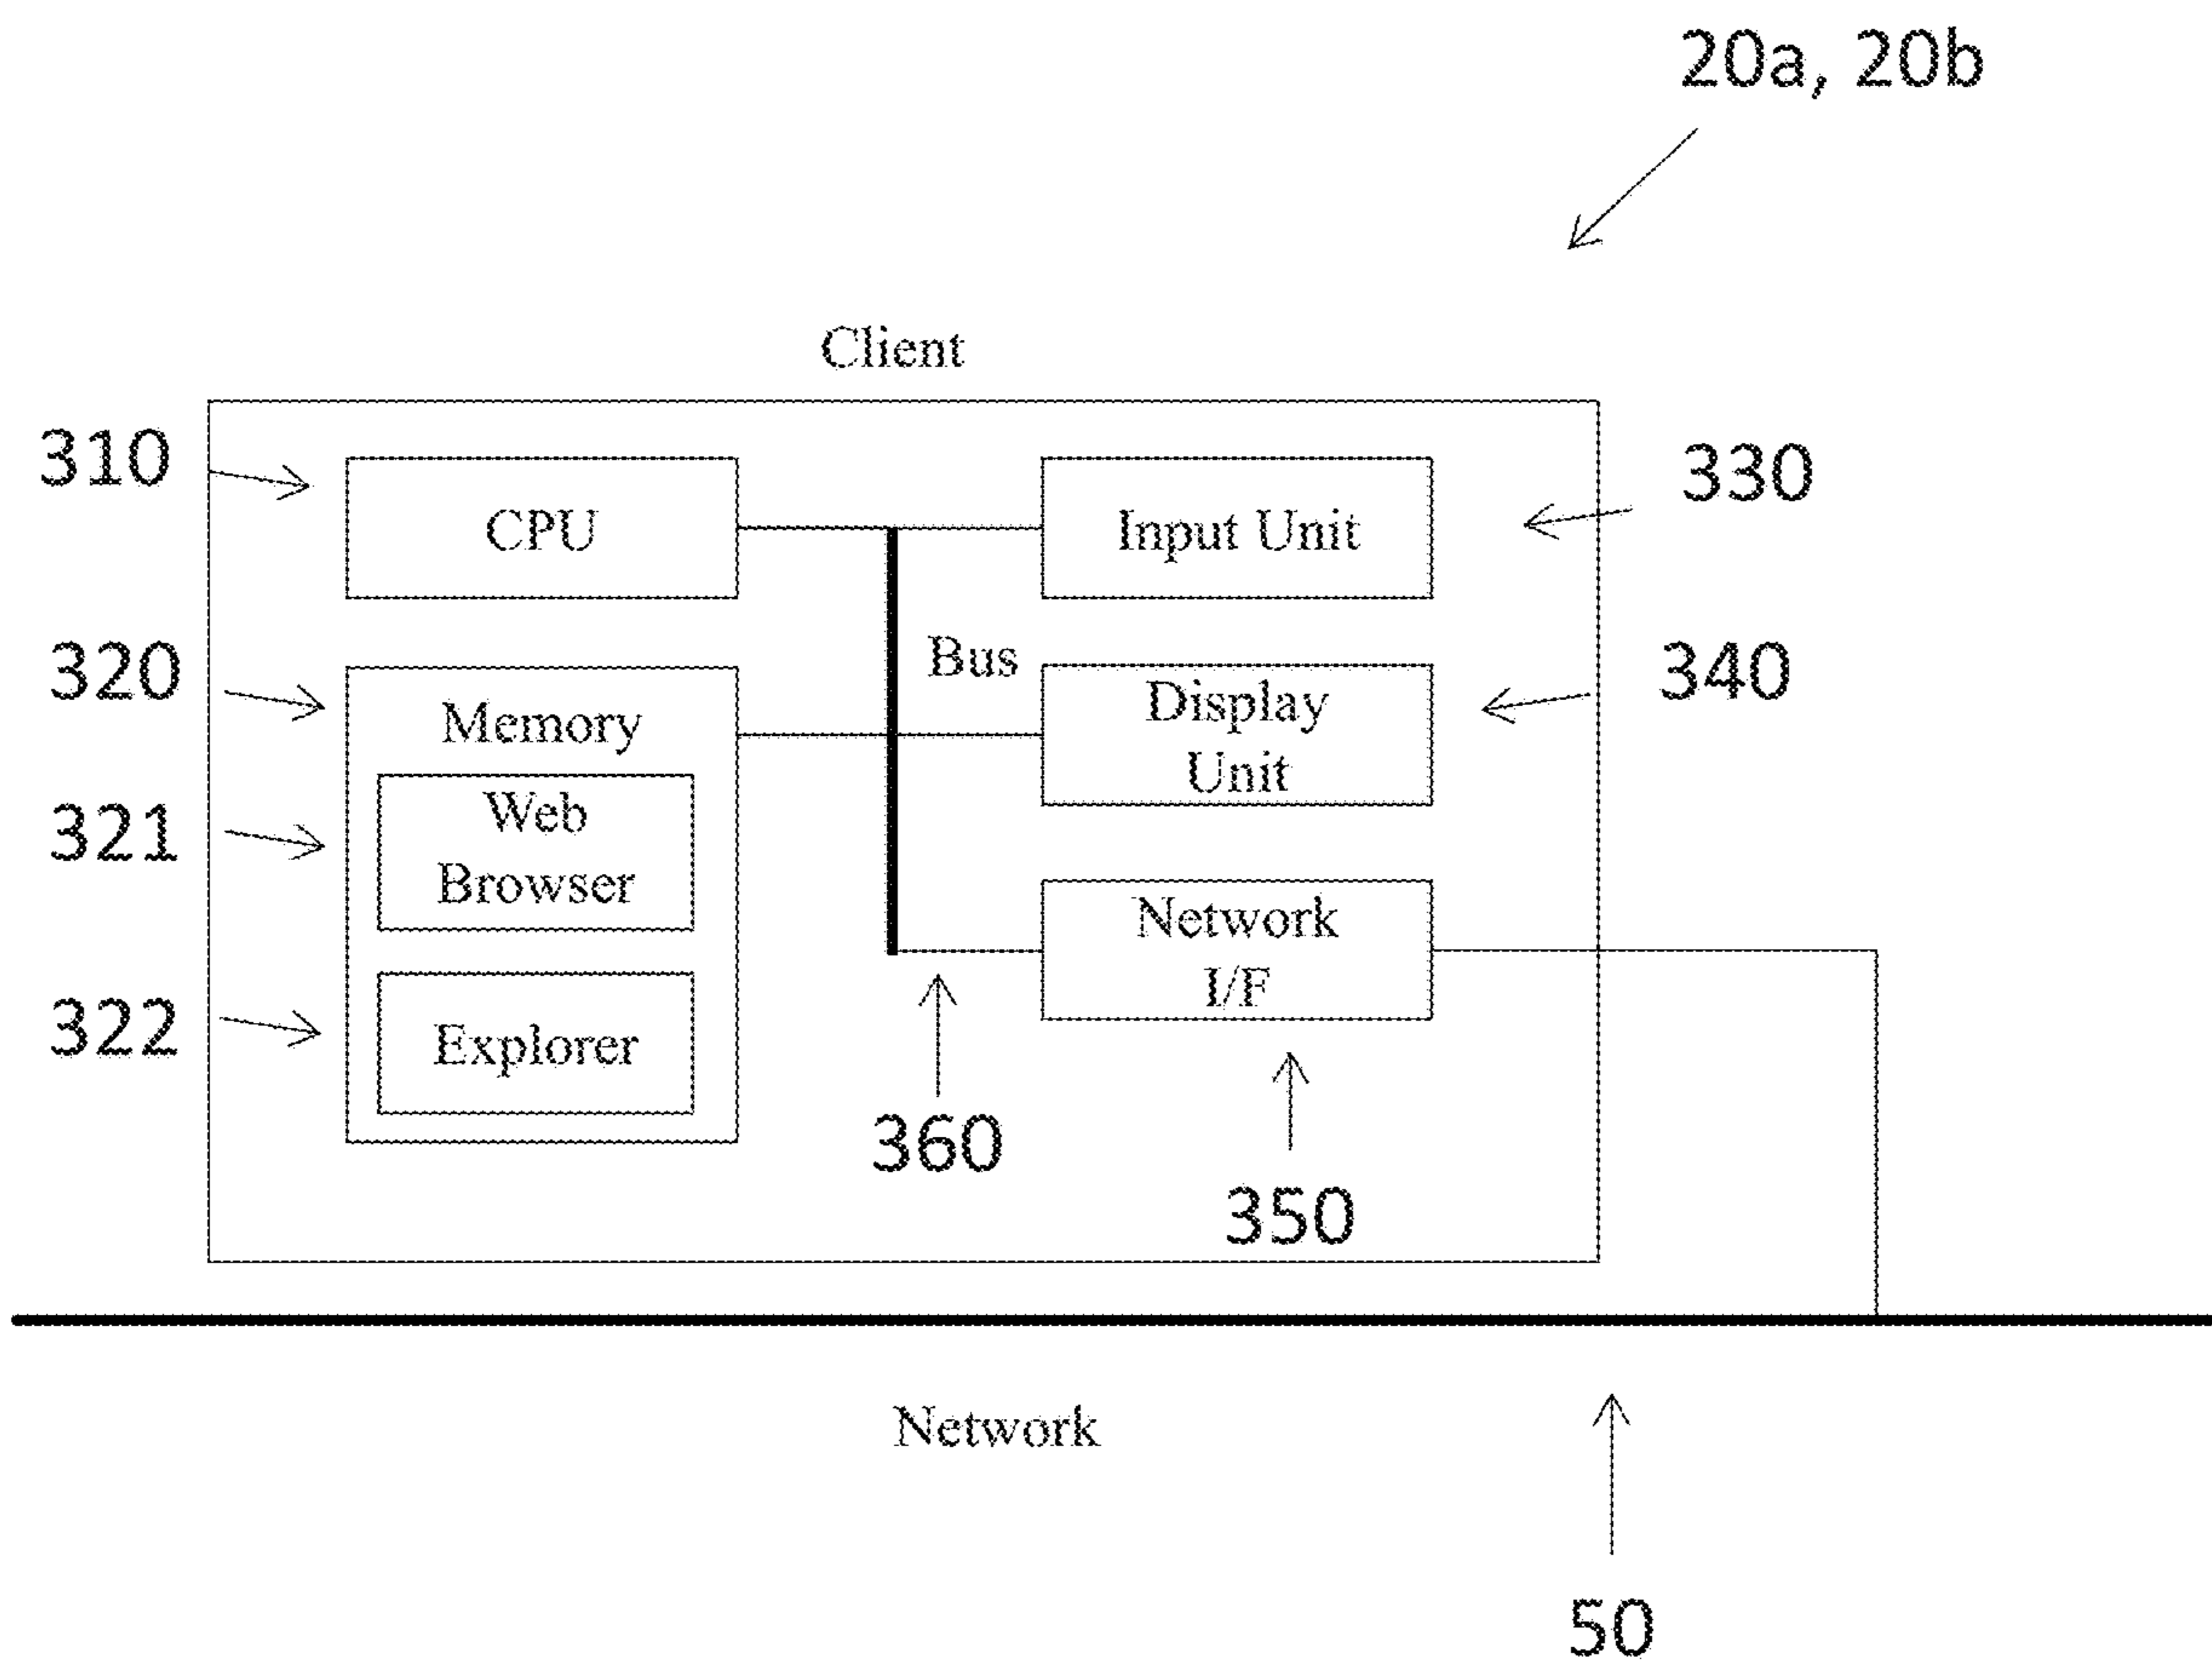 20a, 20b
Client
310
CPU
Input Unit
330
320
Memory
Bus
Display
Unit
340
321
Web
Browser
Network
I/F
322
Explorer
360
350
Network
50